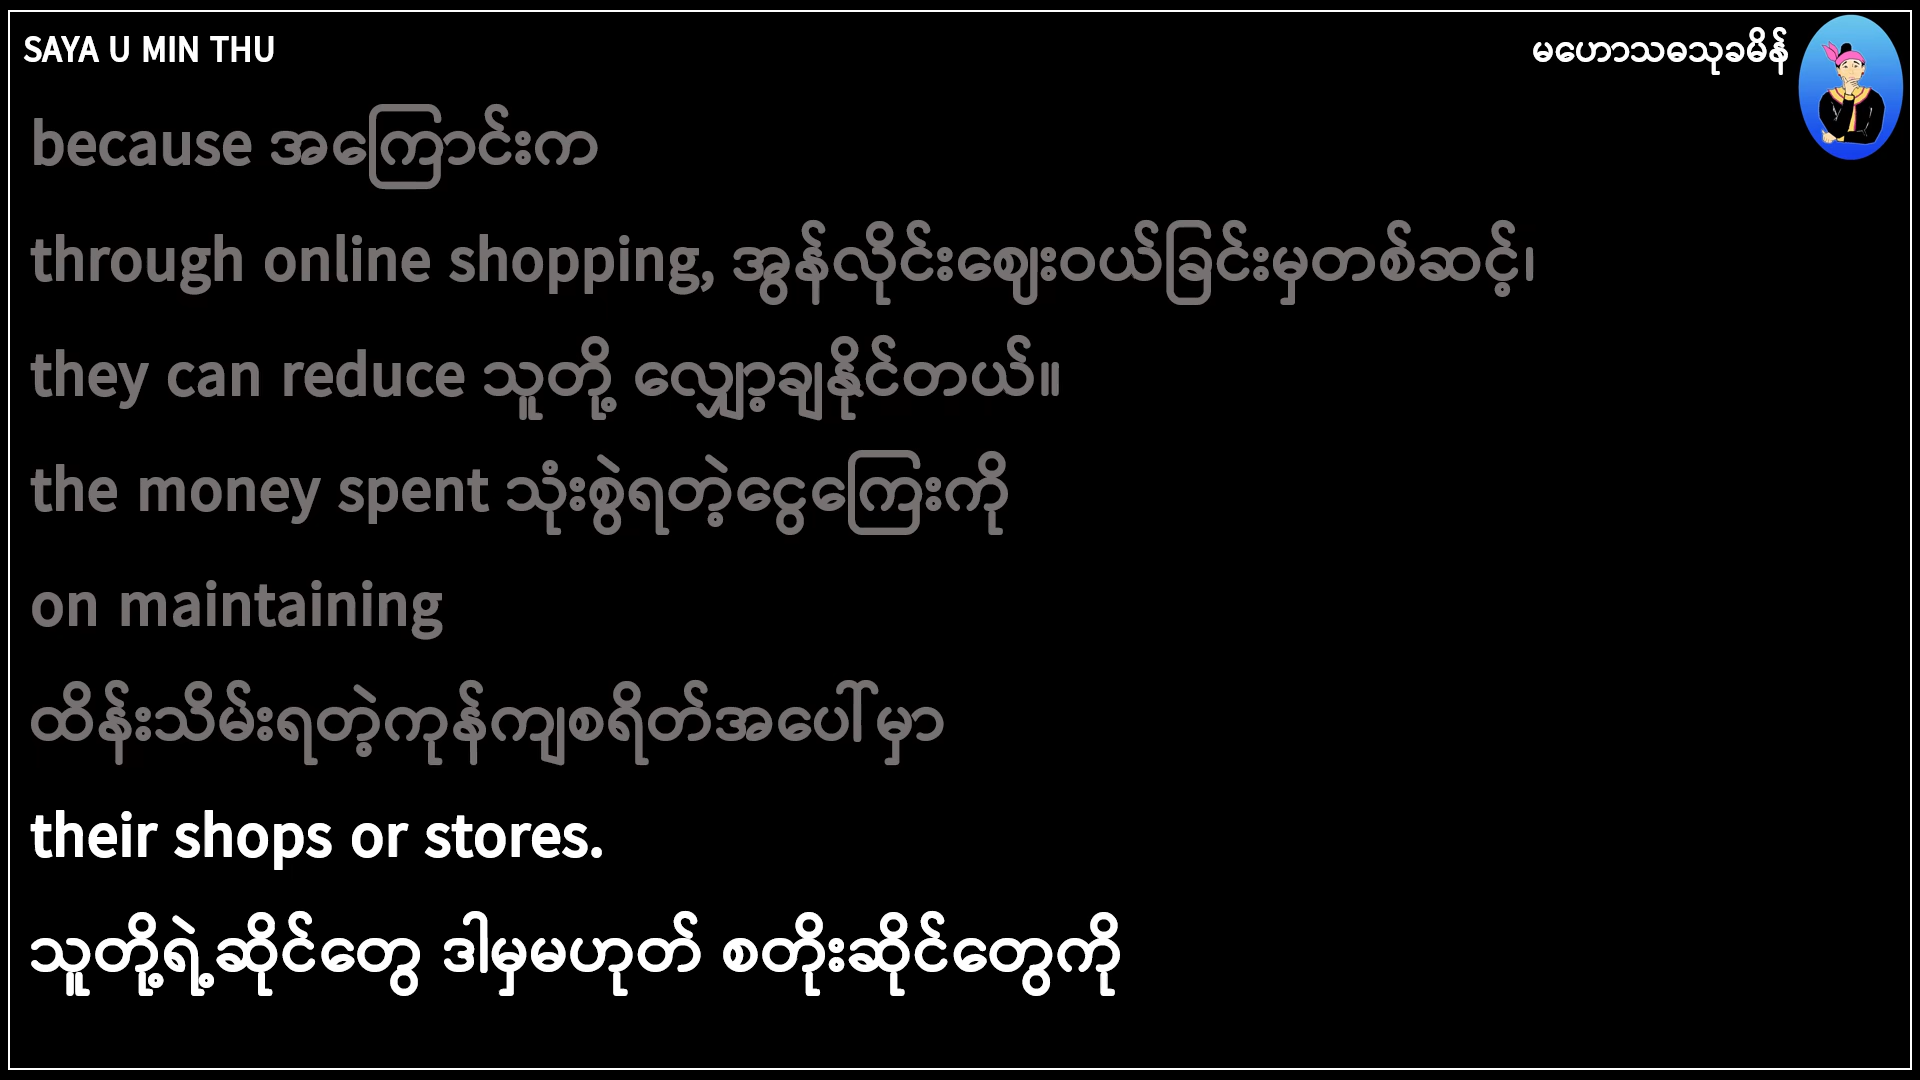 SAYA U MIN THU
မဟောသဓသုခမိန်
because အကြောင်းက
through online shopping, အွန်လိုင်းဈေးဝယ်ခြင်းမှတစ်ဆင့်၊
they can reduce သူတို့ လျှော့ချနိုင်တယ်။
the money spent သုံးစွဲရတဲ့ငွေကြေးကို
on maintaining
ထိန်းသိမ်းရတဲ့ကုန်ကျစရိတ်အပေါ်မှာ
their shops or stores.
သူတို့ရဲ့ဆိုင်တွေ ဒါမှမဟုတ် စတိုးဆိုင်တွေကို